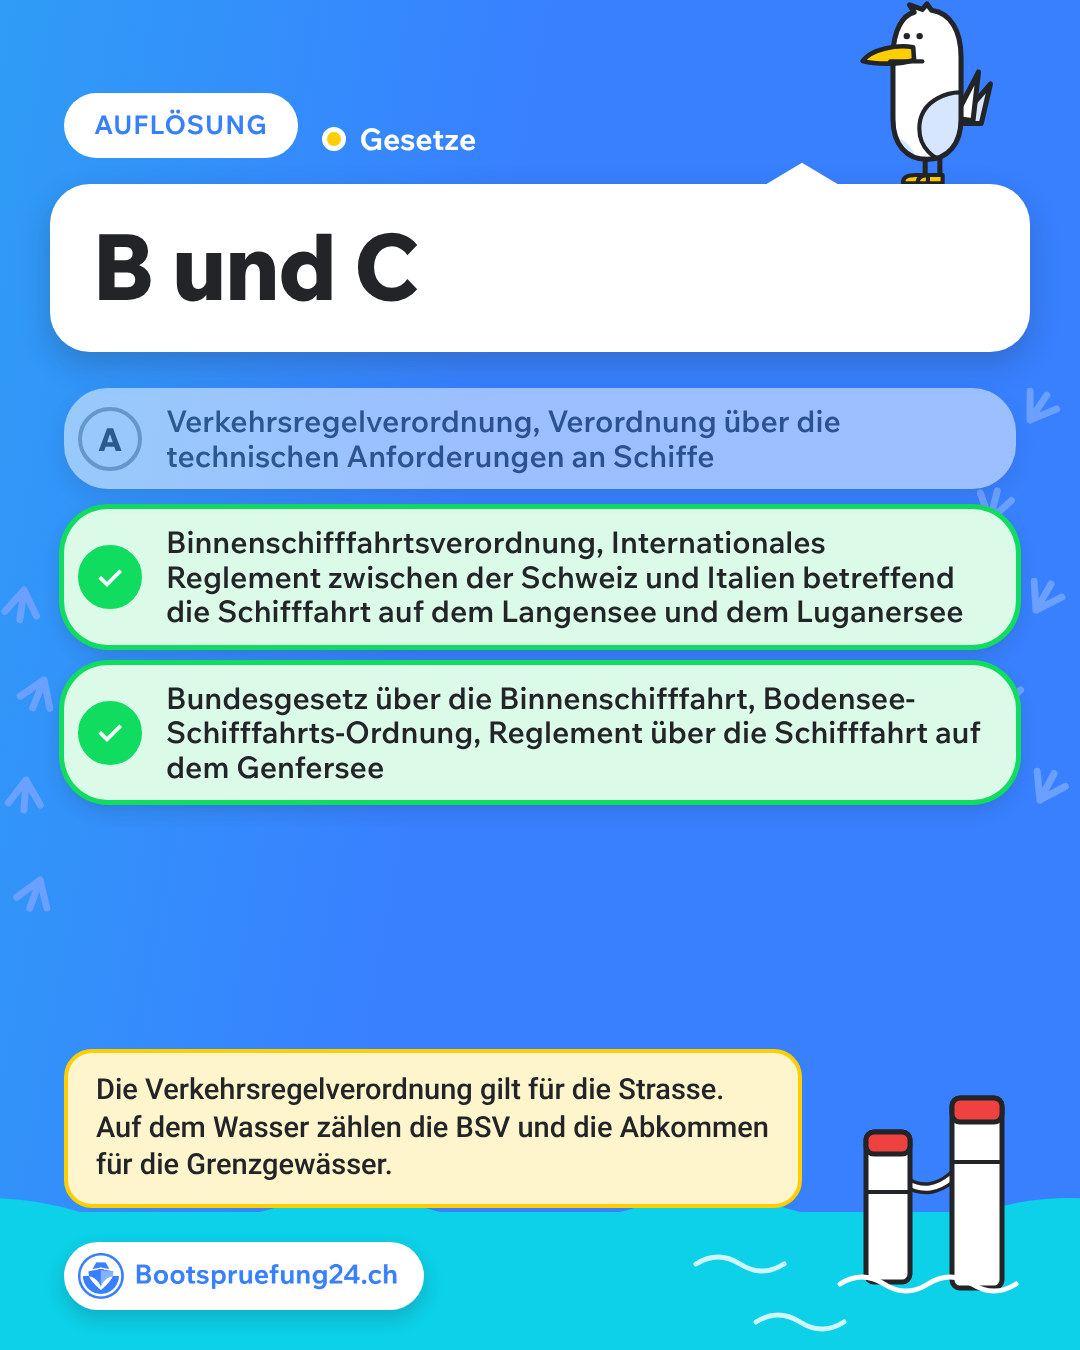 AUFLÖSUNG
Gesetze
B und C
A
Verkehrsregelverordnung, Verordnung über die
technischen Anforderungen an Schiffe
Binnenschifffahrtsverordnung, Internationales
Reglement zwischen der Schweiz und Italien betreffend
die Schifffahrt auf dem Langensee und dem Luganersee
Bundesgesetz über die Binnenschifffahrt, Bodensee-
Schifffahrts-Ordnung, Reglement über die Schifffahrt auf
dem Genfersee
Die Verkehrsregelverordnung gilt für die Strasse.
Auf dem Wasser zählen die BSV und die Abkommen
für die Grenzgewässer.
Bootspruefung24.ch